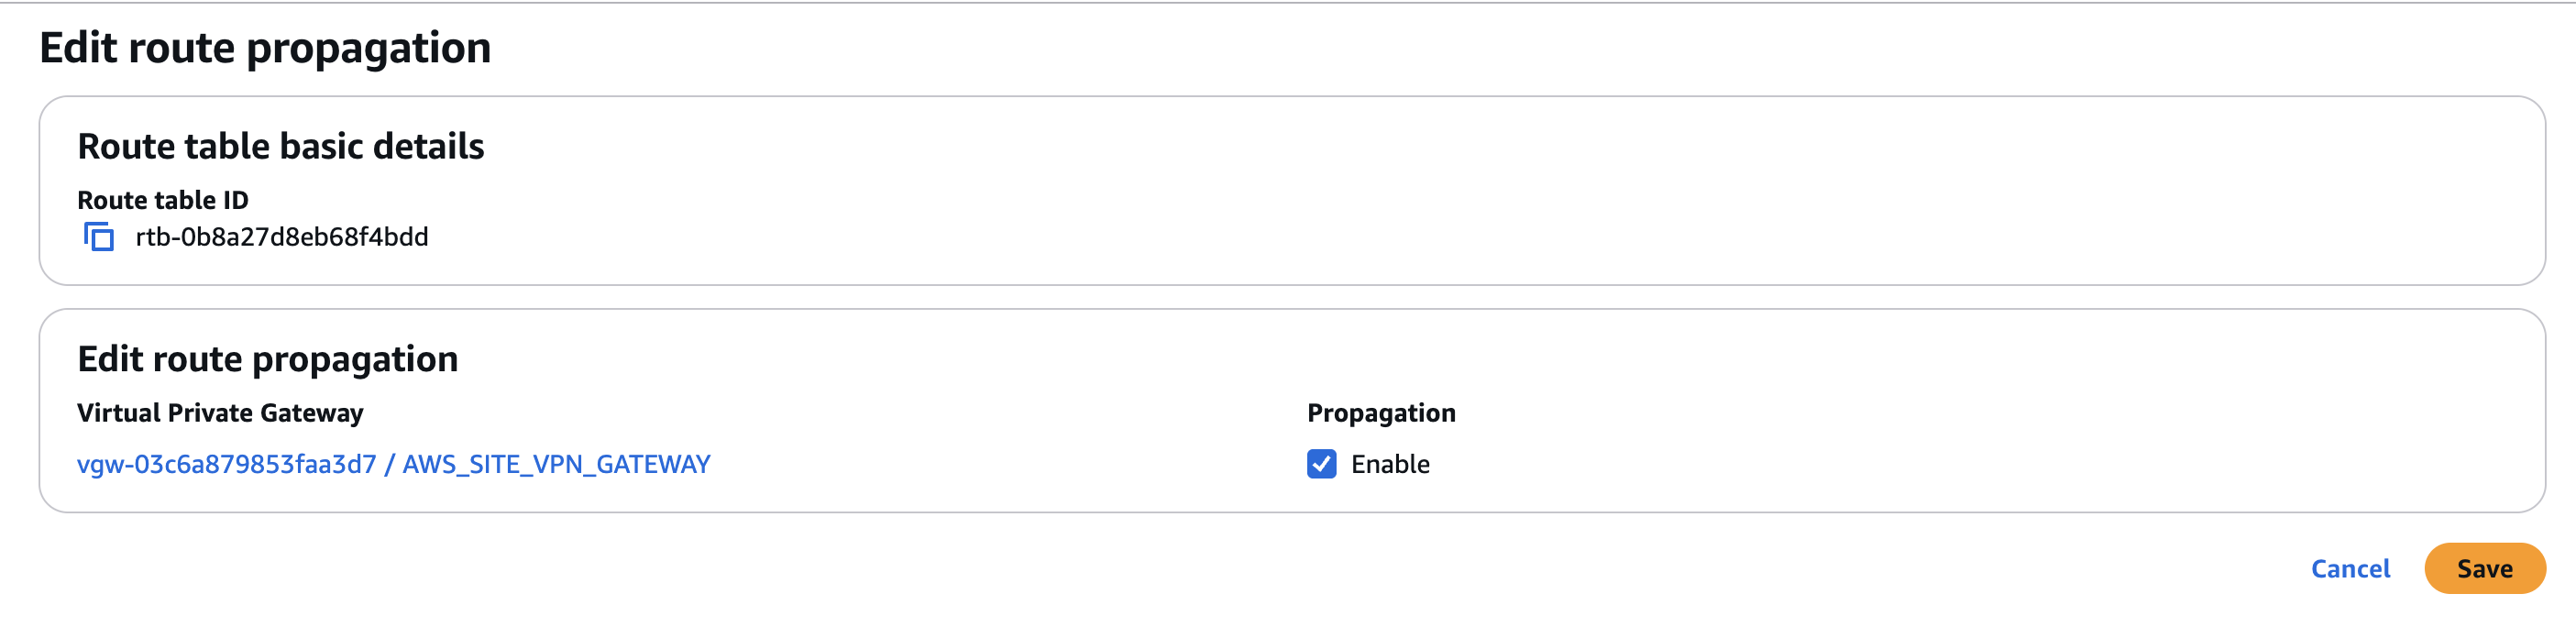 Edit route propagation
Route table basic details
Route table ID
rtb-0b8a27d8eb68f4bdd
Edit route propagation
Virtual Private Gateway
Propagation
vgw-03c6a879853faa3d7 / AWS_SITE_VPN_GATEWAY
Enable
Cancel
Save